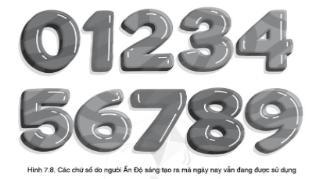 0 1 2 3 4
5 6 7 8 9
Hình 7.8. Các chữ số do người Ấn Độ sáng tạo ra mà ngày nay vẫn đang được sử dụng